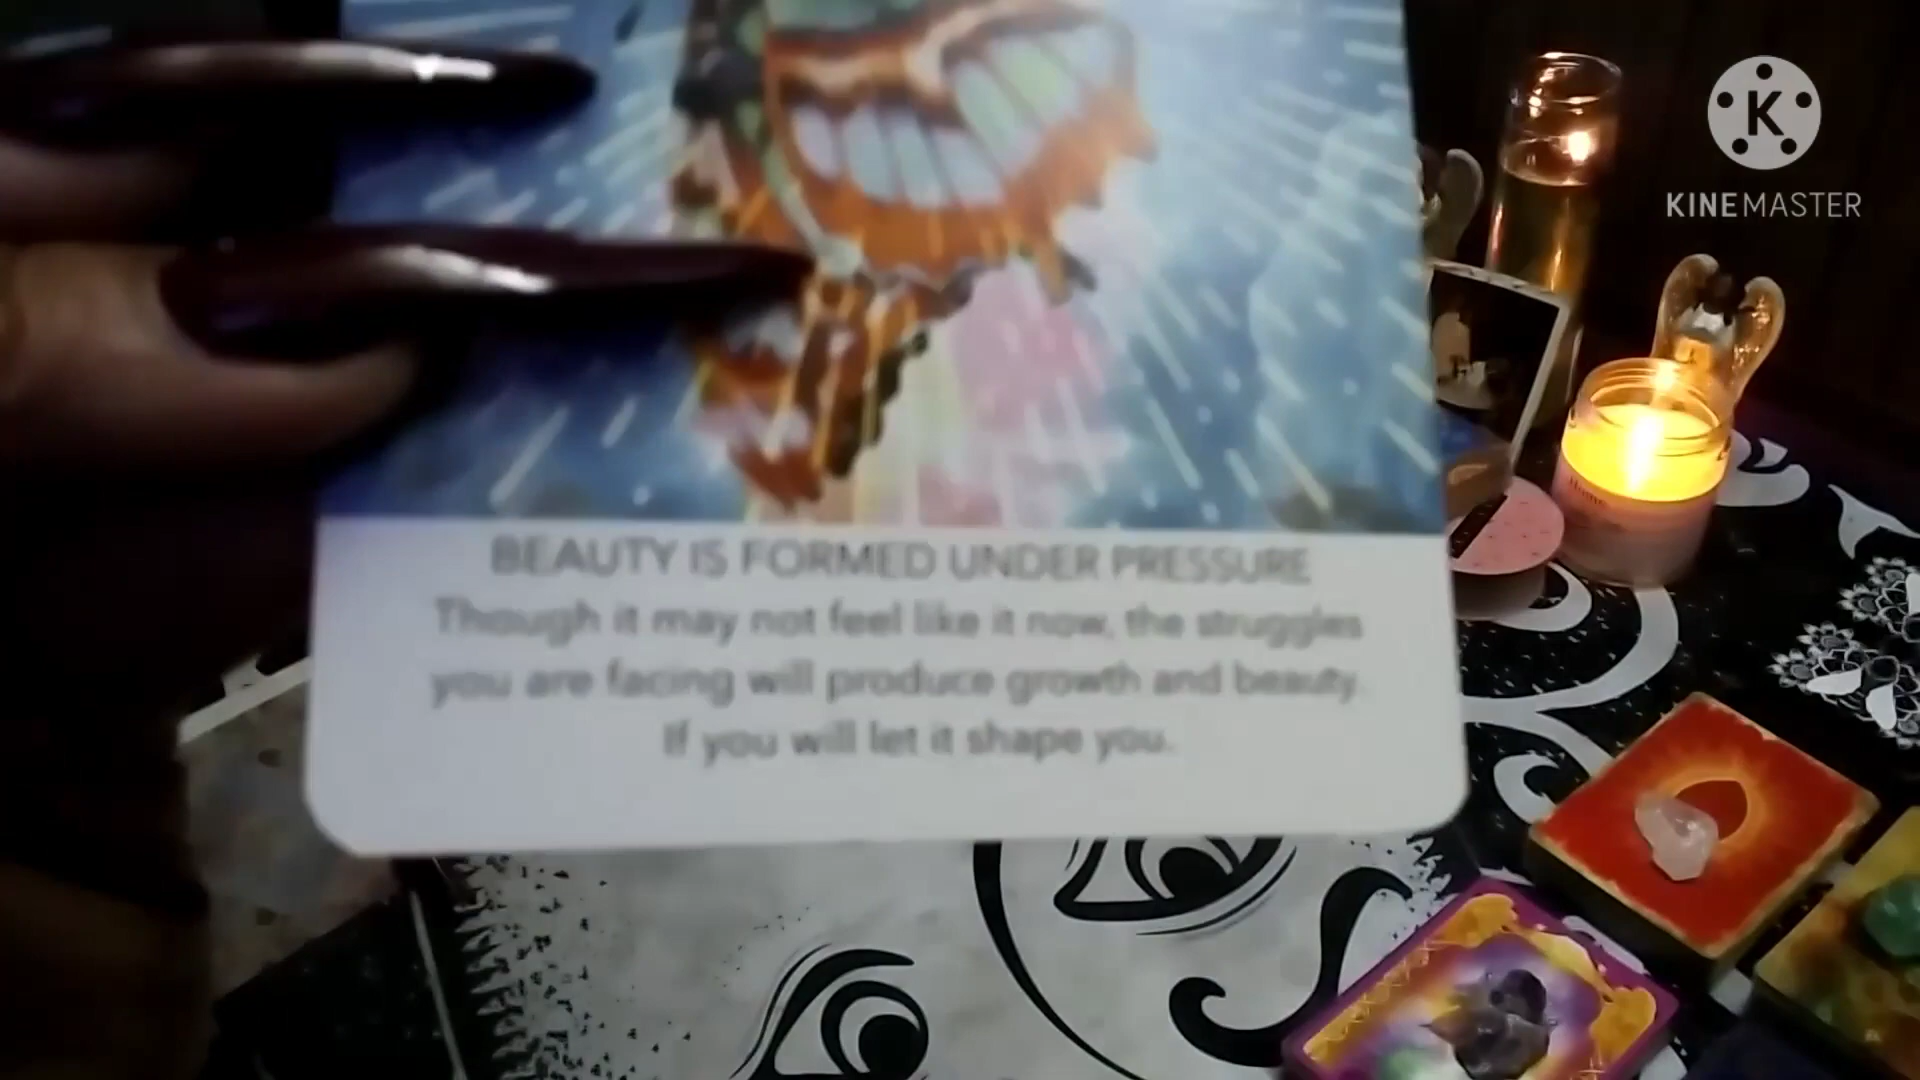 KINEMASTER
BEAUTY IS FORMED UNDER PRESSURE
Though it may not feel like it now, the struggles
you are facing will produce growth and beauty.
If you will let it shape you.
Home